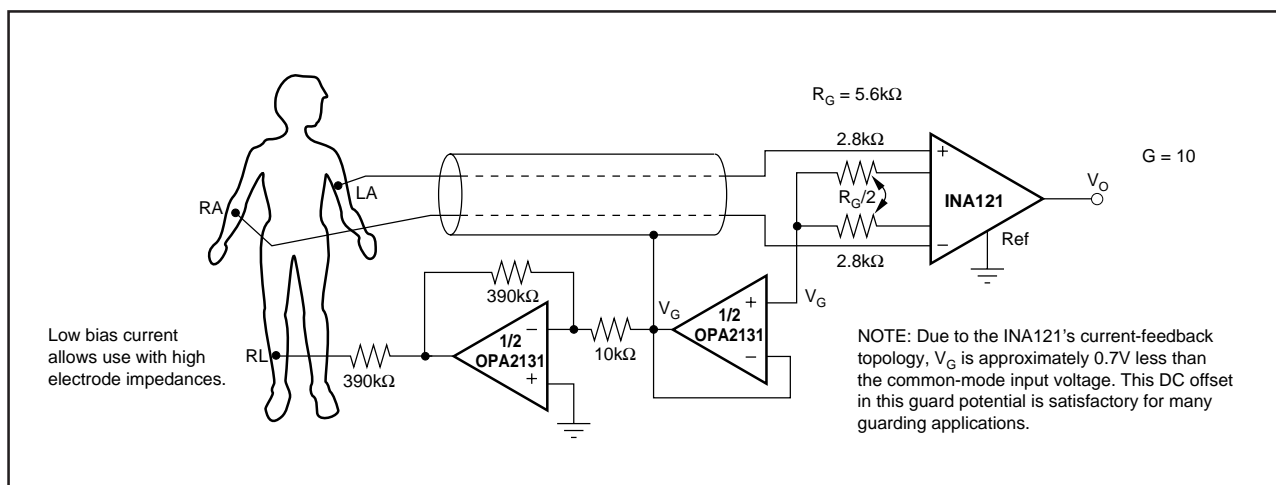 R_G = 5.6kΩ
2.8kΩ
G = 10
+
V_O
LA
R_G/2
INA121
RA
–
Ref
2.8kΩ
390kΩ
V_G
+
V_G
1/2
OPA2131
–
–
1/2
OPA2131
+
10kΩ
RL
390kΩ
Low bias current
allows use with high
electrode impedances.
NOTE: Due to the INA121's current-feedback
topology, V_G is approximately 0.7V less than
the common-mode input voltage. This DC offset
in this guard potential is satisfactory for many
guarding applications.